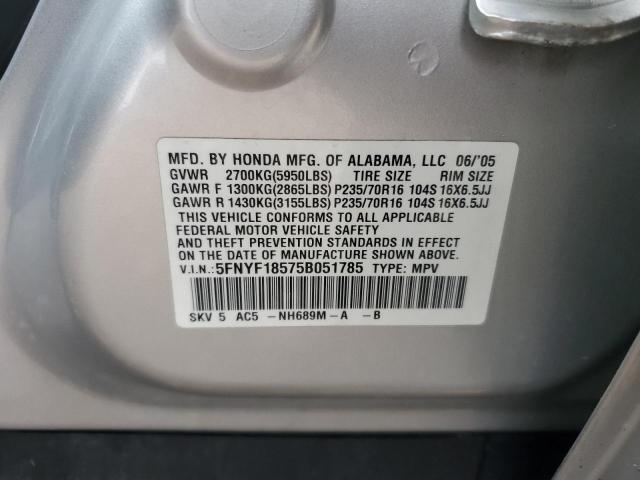 MFD. BY HONDA MFG. OF ALABAMA, LLC 06/'05
GVWR 2700KG(5950LBS) TIRE SIZE RIM SIZE
GAWR F 1300KG(2865LBS) P235/70R16 104S 16X6.5JJ
GAWR R 1430KG(3155LBS) P235/70R16 104S 16X6.5JJ
THIS VEHICLE CONFORMS TO ALL APPLICABLE
FEDERAL MOTOR VEHICLE SAFETY
AND THEFT PREVENTION STANDARDS IN EFFECT
ON THE DATE OF MANUFACTURE SHOWN ABOVE.
V.I.N.: 5FNYF18575B051785 TYPE: MPV
SKV 5 AC5 -NH689M-A -B